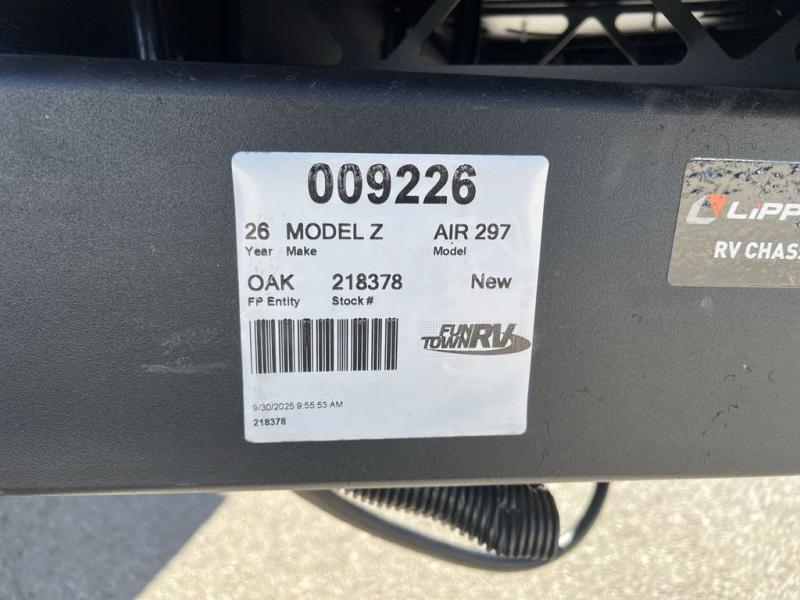 009226
26 MODEL Z AIR 297
Year Make Model
OAK 218378 New
FP Entity Stock #
FUN TOWN RV
9/30/2025 9:55:53 AM
218378
LIPP
RV CHAS